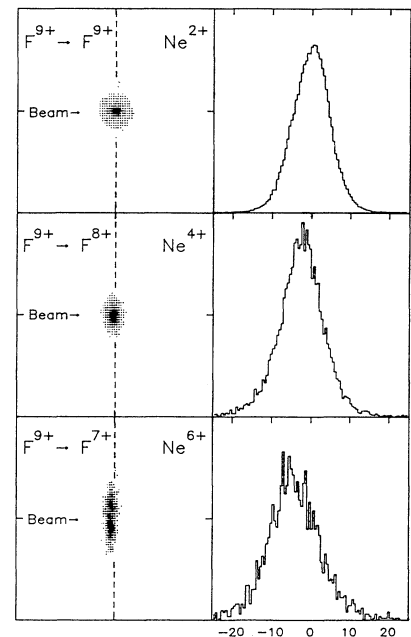 F9+ → F9+ Ne2+
Beam→
F9+ → F8+ Ne4+
Beam→
F9+ → F7+ Ne6+
Beam→
−20 −10 0 10 20